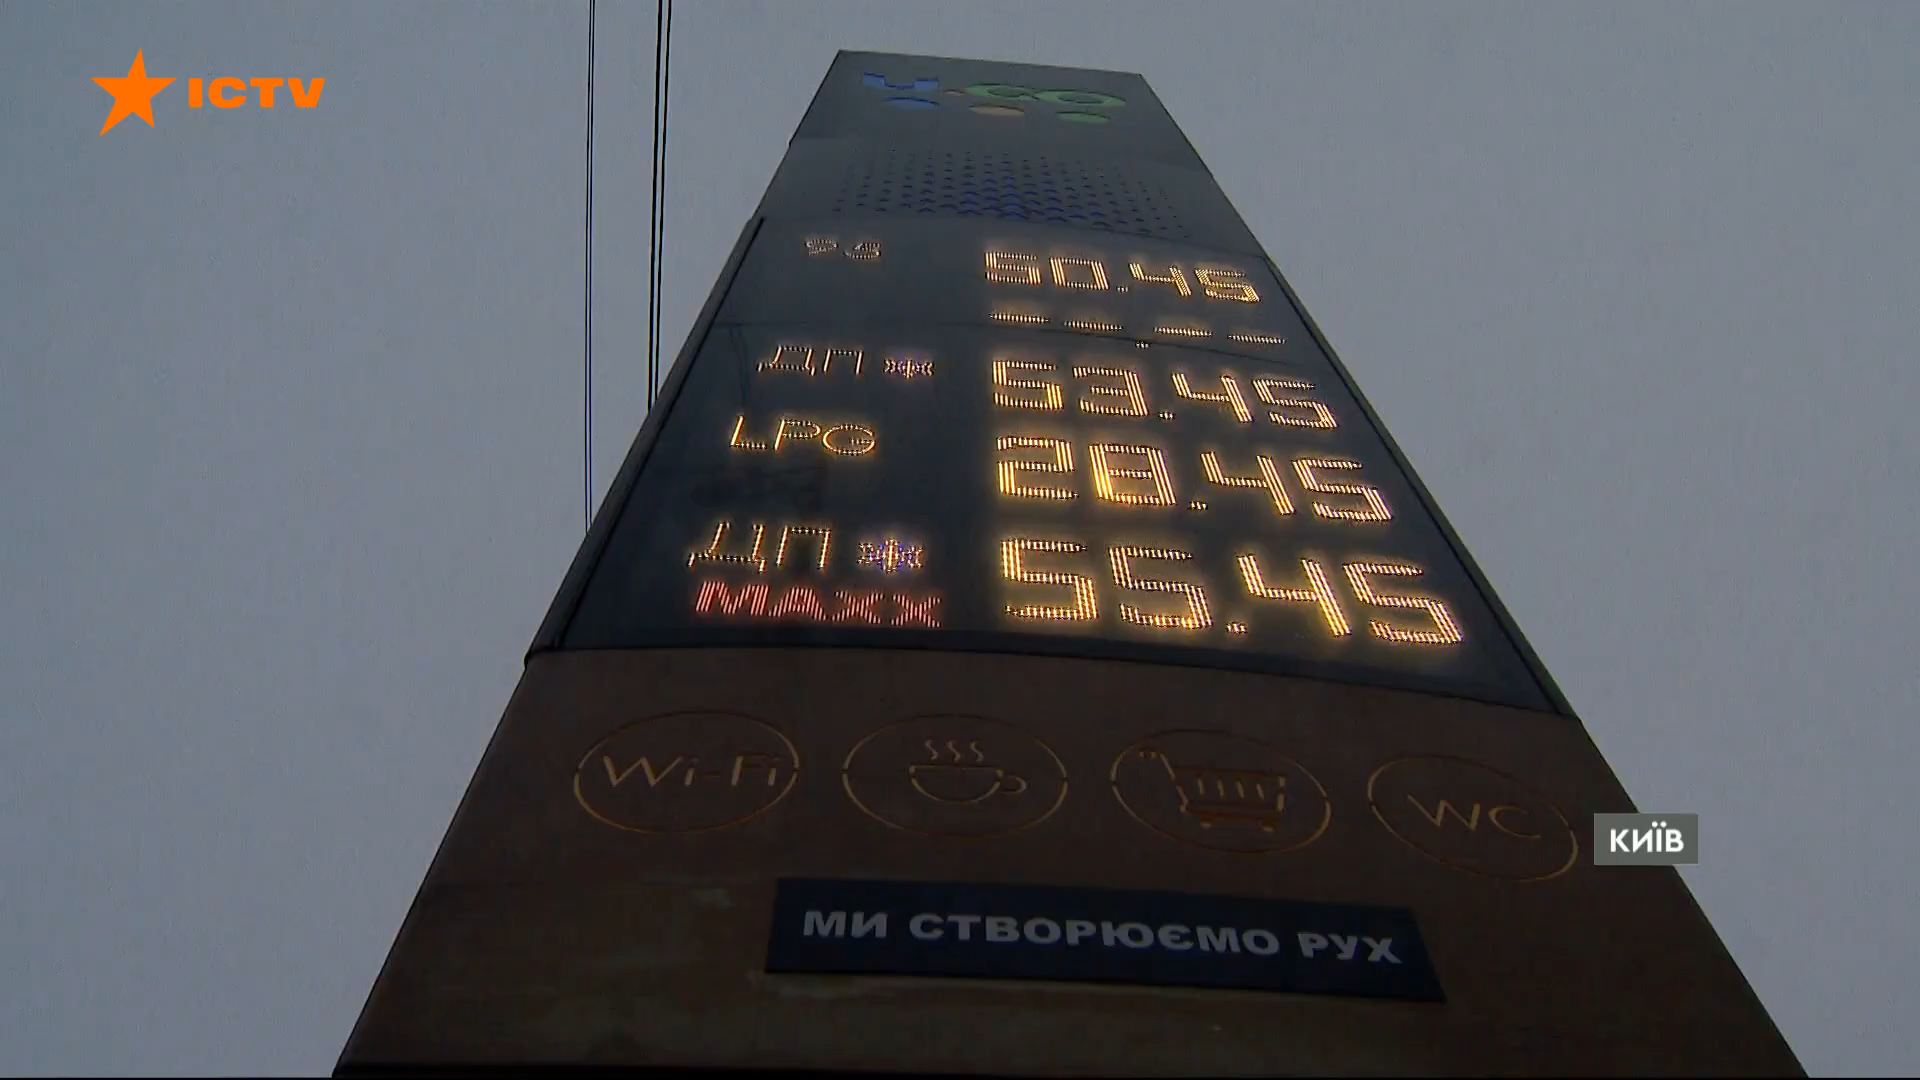 ICTV
U.GO
95 50.45
--.--
ДП 53.45
LPG 28.45
ДП 55.45
MAXX
Wi-Fi WC
КИЇВ
МИ СТВОРЮЄМО РУХ